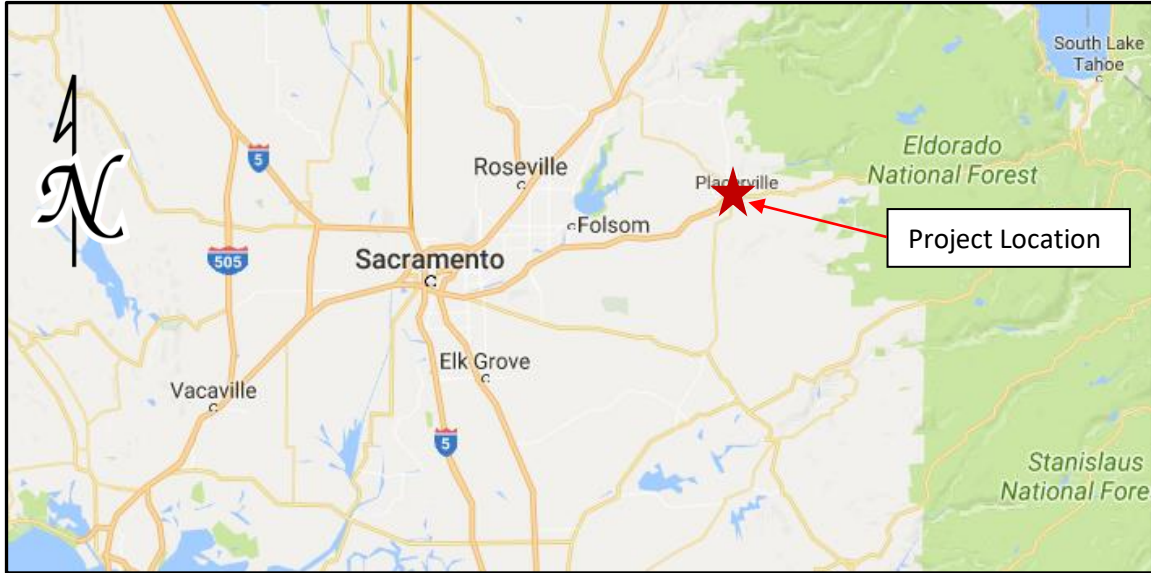 South Lake
Tahoe
5
Roseville
Eldorado
National Forest
Placerville
N
Folsom
Project Location
505
Sacramento
Elk Grove
Vacaville
5
Stanislaus
National Fore